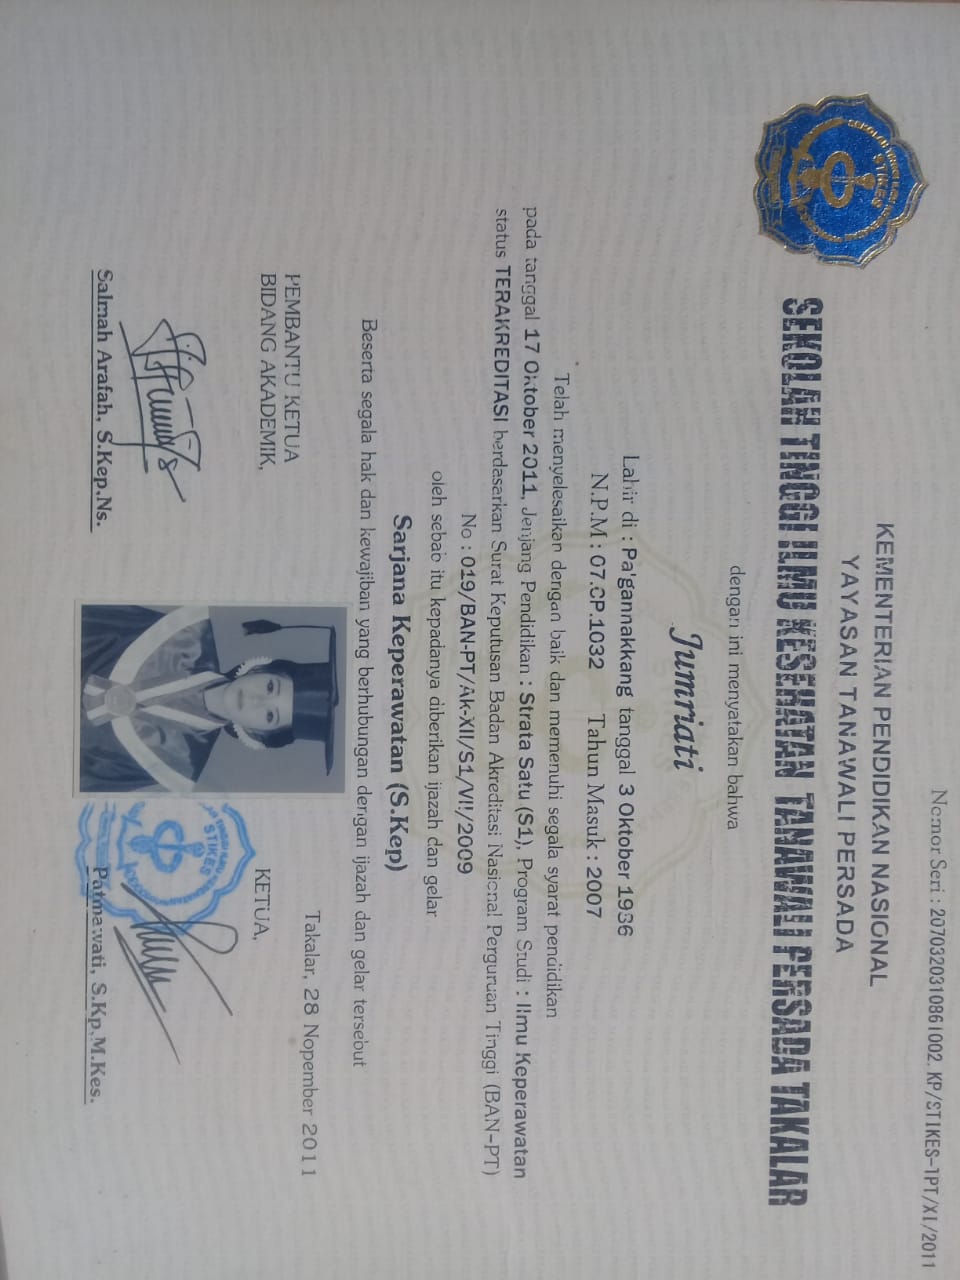 Nomor Seri : 2070320310861002. KP/STIKES-TPT/XI/2011
KEMENTERIAN PENDIDIKAN NASIONAL
YAYASAN TANAWALI PERSADA
SEKOLAH TINGGI ILMU KESEHATAN TANAWALI PERSADA TAKALAR
dengan ini menyatakan bahwa
Jumriati
Lahir di : Pa'gannakkang tanggal 3 Oktober 1986
N.P.M : 07.CP.1032 Tahun Masuk : 2007
Telah menyelesaikan dengan baik dan memenuhi segala syarat pendidikan
pada tanggal 17 Oktober 2011, Jenjang Pendidikan : Strata Satu (S1), Program Studi : Ilmu Keperawatan
status TERAKREDITASI berdasarkan Surat Keputusan Badan Akreditasi Nasional Perguruan Tinggi (BAN-PT)
No : 019/BAN-PT/Ak-XII/S1/VII/2009
oleh sebab itu kepadanya diberikan ijazah dan gelar
Sarjana Keperawatan (S.Kep)
Beserta segala hak dan kewajiban yang berhubungan dengan ijazah dan gelar tersebut
Takalar, 28 Nopember 2011
PEMBANTU KETUA
BIDANG AKADEMIK,
KETUA,
STIKES
STIKES
Salmah Arafah, S.Kep.Ns.
Patmawati, S.Kp.M.Kes.